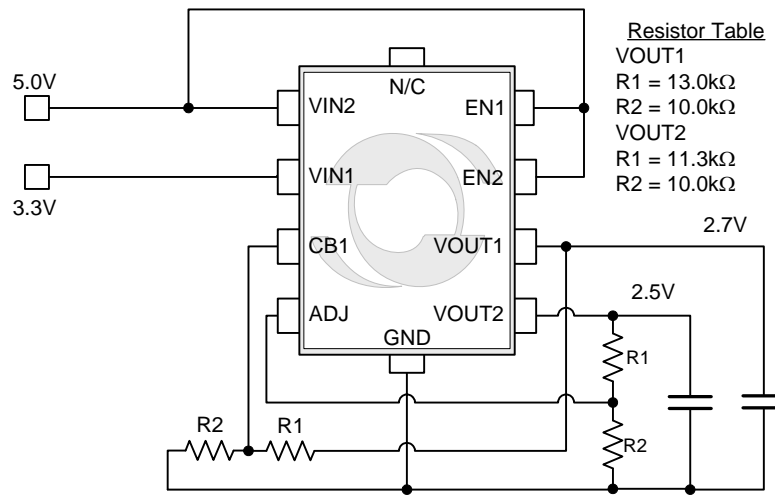 Resistor Table
VOUT1
R1 = 13.0kΩ
R2 = 10.0kΩ
VOUT2
R1 = 11.3kΩ
R2 = 10.0kΩ
5.0V
3.3V
N/C
VIN2
EN1
VIN1
EN2
CB1
VOUT1
ADJ
VOUT2
GND
2.7V
2.5V
R1
R2
R2
R1